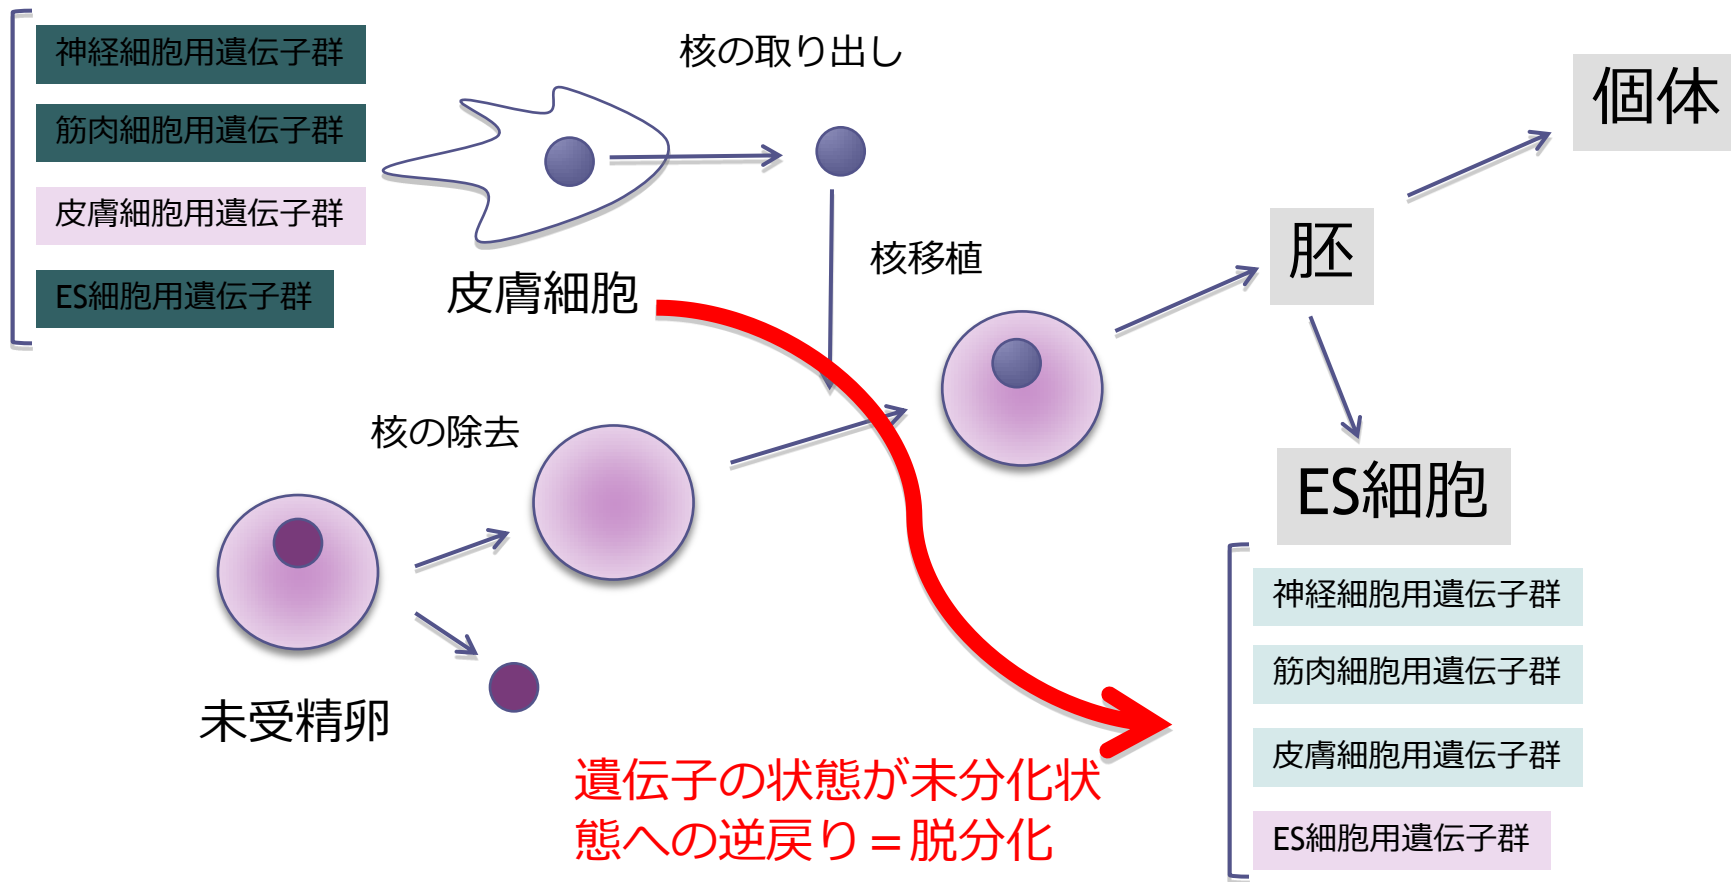 神経細胞用遺伝子群
筋肉細胞用遺伝子群
皮膚細胞用遺伝子群
ES細胞用遺伝子群
核の取り出し
皮膚細胞
核移植
個体
胚
核の除去
未受精卵
ES細胞
神経細胞用遺伝子群
筋肉細胞用遺伝子群
皮膚細胞用遺伝子群
ES細胞用遺伝子群
遺伝子の状態が未分化状
態への逆戻り＝脱分化